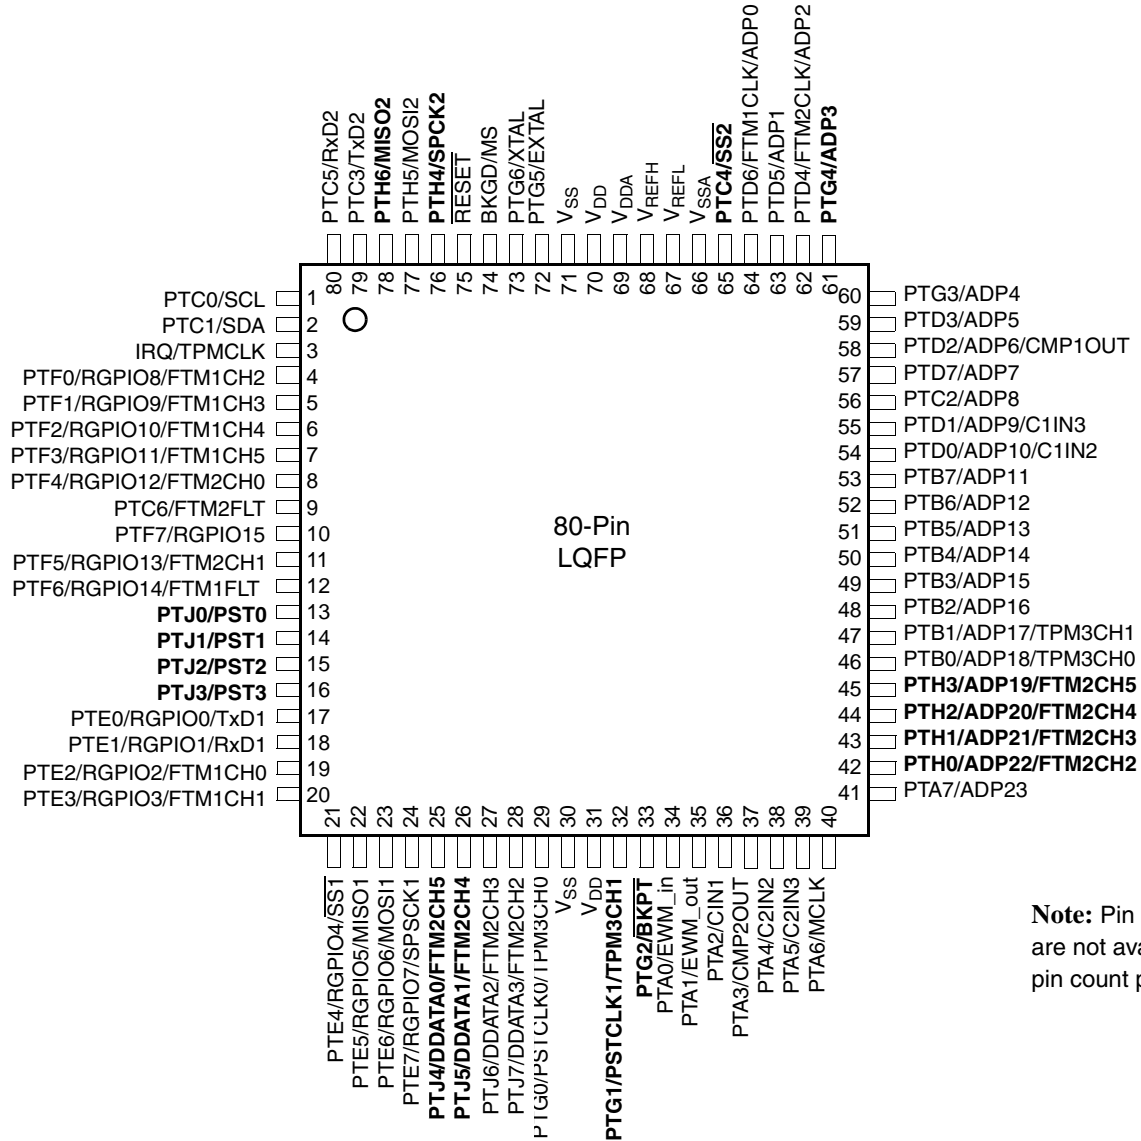 PTC5/RxD2
PTC3/TxD2
PTH6/MISO2
PTH5/MOSI2
PTH4/SPCK2
RESET
BKGD/MS
PTG6/XTAL
PTG5/EXTAL
VSS
VDD
VDDA
VREFH
VREFL
VSSA
PTC4/SS2
PTD6/FTM1CLK/ADP0
PTD5/ADP1
PTD4/FTM2CLK/ADP2
PTG4/ADP3
80
79
78
77
76
75
74
73
72
71
70
69
68
67
66
65
64
63
62
61
PTC0/SCL 1
PTC1/SDA 2
IRQ/TPMCLK 3
PTF0/RGPIO8/FTM1CH2 4
PTF1/RGPIO9/FTM1CH3 5
PTF2/RGPIO10/FTM1CH4 6
PTF3/RGPIO11/FTM1CH5 7
PTF4/RGPIO12/FTM2CH0 8
PTC6/FTM2FLT 9
PTF7/RGPIO15 10
PTF5/RGPIO13/FTM2CH1 11
PTF6/RGPIO14/FTM1FLT 12
PTJ0/PST0 13
PTJ1/PST1 14
PTJ2/PST2 15
PTJ3/PST3 16
PTE0/RGPIO0/TxD1 17
PTE1/RGPIO1/RxD1 18
PTE2/RGPIO2/FTM1CH0 19
PTE3/RGPIO3/FTM1CH1 20
80-Pin
LQFP
60 PTG3/ADP4
59 PTD3/ADP5
58 PTD2/ADP6/CMP1OUT
57 PTD7/ADP7
56 PTC2/ADP8
55 PTD1/ADP9/C1IN3
54 PTD0/ADP10/C1IN2
53 PTB7/ADP11
52 PTB6/ADP12
51 PTB5/ADP13
50 PTB4/ADP14
49 PTB3/ADP15
48 PTB2/ADP16
47 PTB1/ADP17/TPM3CH1
46 PTB0/ADP18/TPM3CH0
45 PTH3/ADP19/FTM2CH5
44 PTH2/ADP20/FTM2CH4
43 PTH1/ADP21/FTM2CH3
42 PTH0/ADP22/FTM2CH2
41 PTA7/ADP23
21
22
23
24
25
26
27
28
29
30
31
32
33
34
35
36
37
38
39
40
PTE4/RGPIO4/SS1
PTE5/RGPIO5/MISO1
PTE6/RGPIO6/MOSI1
PTE7/RGPIO7/SPSCK1
PTJ4/DDATA0/FTM2CH5
PTJ5/DDATA1/FTM2CH4
PTJ6/DDATA2/FTM2CH3
PTJ7/DDATA3/FTM2CH2
PTG0/PSTCLK0/TPM3CH0
VSS
VDD
PTG1/PSTCLK1/TPM3CH1
PTG2/BKPT
PTA0/EWM_in
PTA1/EWM_out
PTA2/CIN1
PTA3/CMP2OUT
PTA4/C2IN2
PTA5/C2IN3
PTA6/MCLK
Note: Pin
are not ava
pin count p